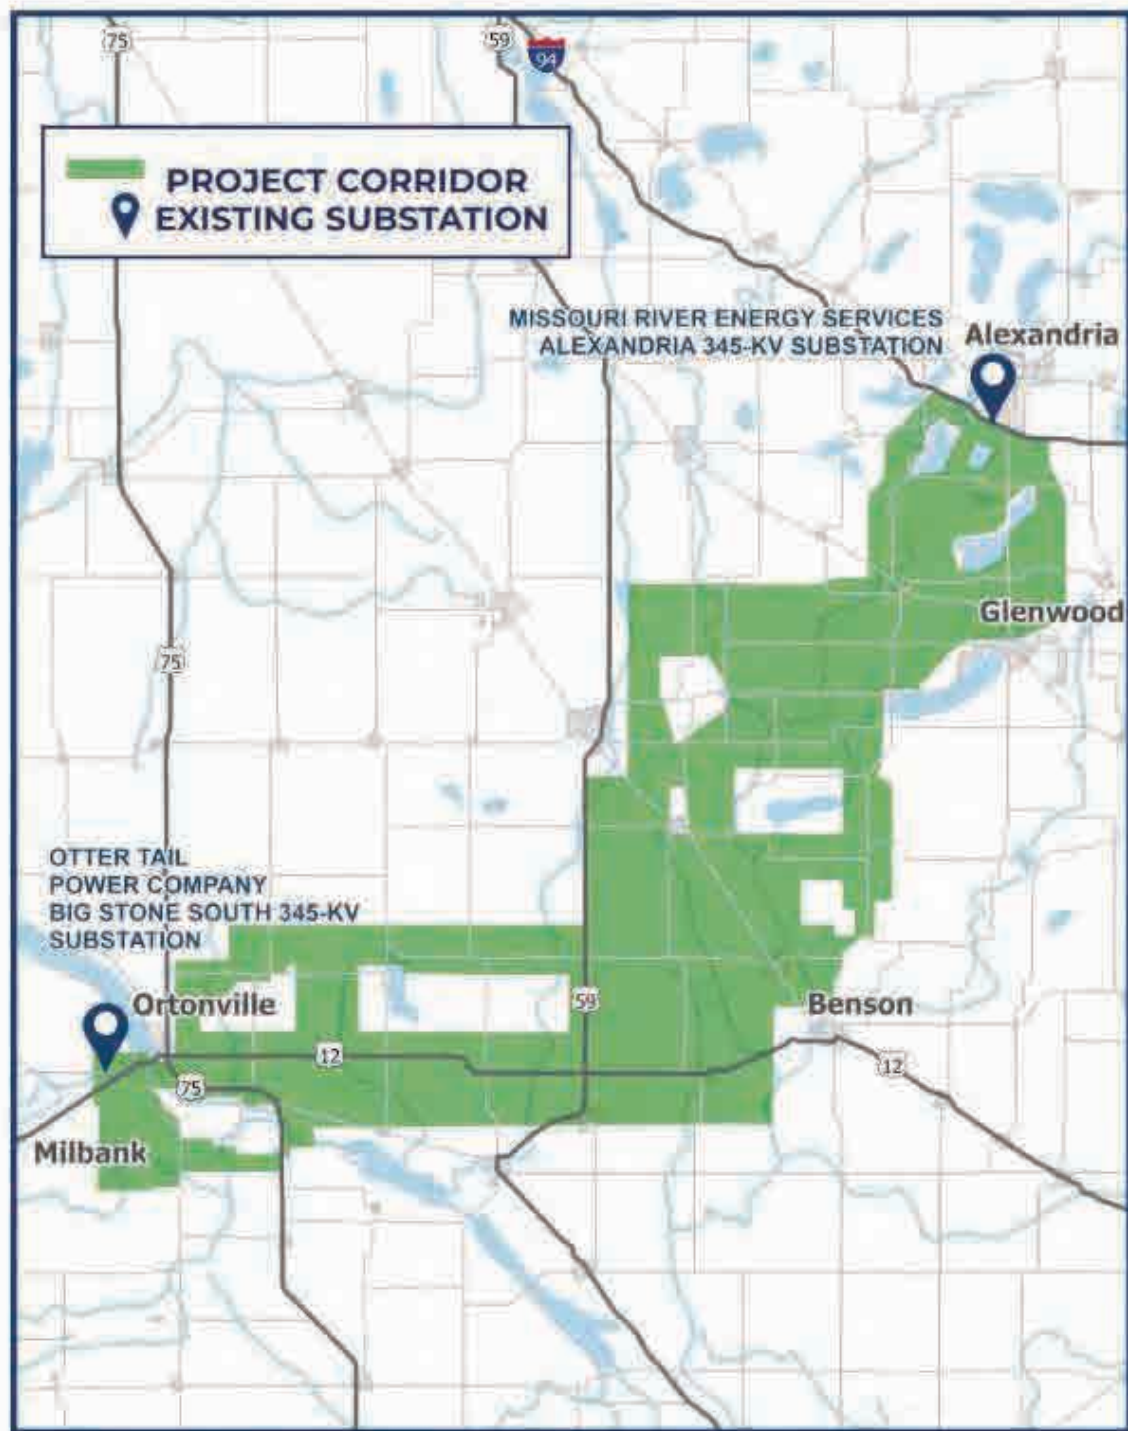 75
59
94
PROJECT CORRIDOR
EXISTING SUBSTATION
MISSOURI RIVER ENERGY SERVICES
ALEXANDRIA 345-KV SUBSTATION
Alexandria
Glenwood
75
OTTER TAIL
POWER COMPANY
BIG STONE SOUTH 345-KV
SUBSTATION
Ortonville
59
Benson
12
12
75
Milbank